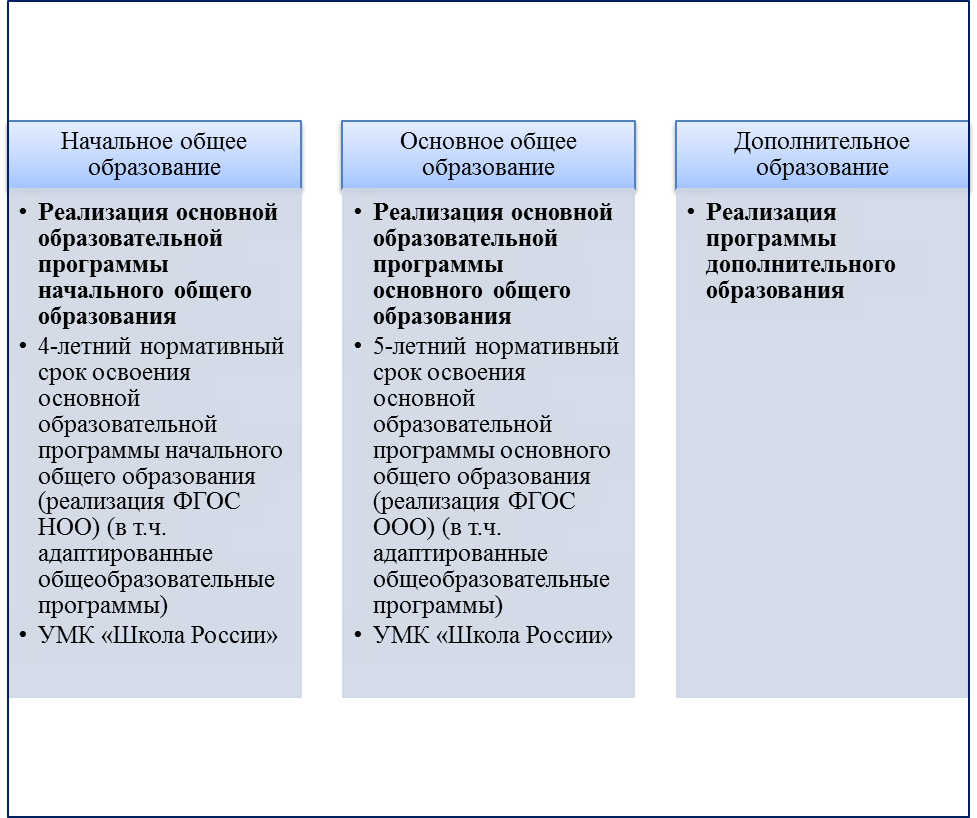 Начальное общее
образование
• Реализация основной
образовательной
программы
начального общего
образования
• 4-летний нормативный
срок освоения
основной
образовательной
программы начального
общего образования
(реализация ФГОС
НОО) (в т.ч.
адаптированные
общеобразовательные
программы)
• УМК «Школа России»
Основное общее
образование
• Реализация основной
образовательной
программы
основного общего
образования
• 5-летний нормативный
срок освоения
основной
образовательной
программы основного
общего образования
(реализация ФГОС
ООО) (в т.ч.
адаптированные
общеобразовательные
программы)
• УМК «Школа России»
Дополнительное
образование
• Реализация
программы
дополнительного
образования